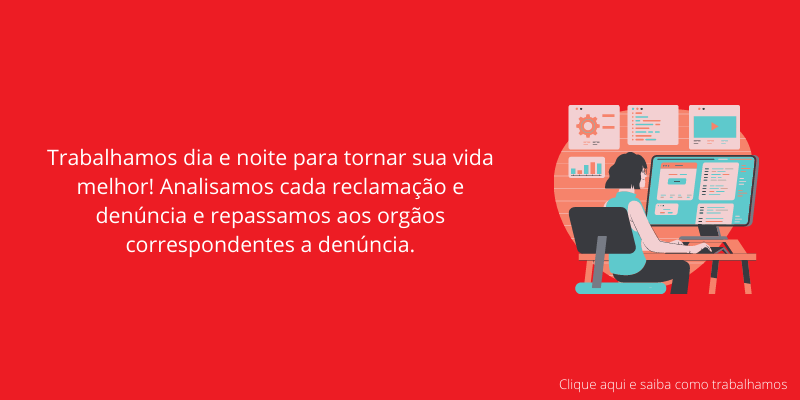 Trabalhamos dia e noite para tornar sua vida
melhor! Analisamos cada reclamação e
denúncia e repassamos aos orgãos
correspondentes a denúncia.
Clique aqui e saiba como trabalhamos